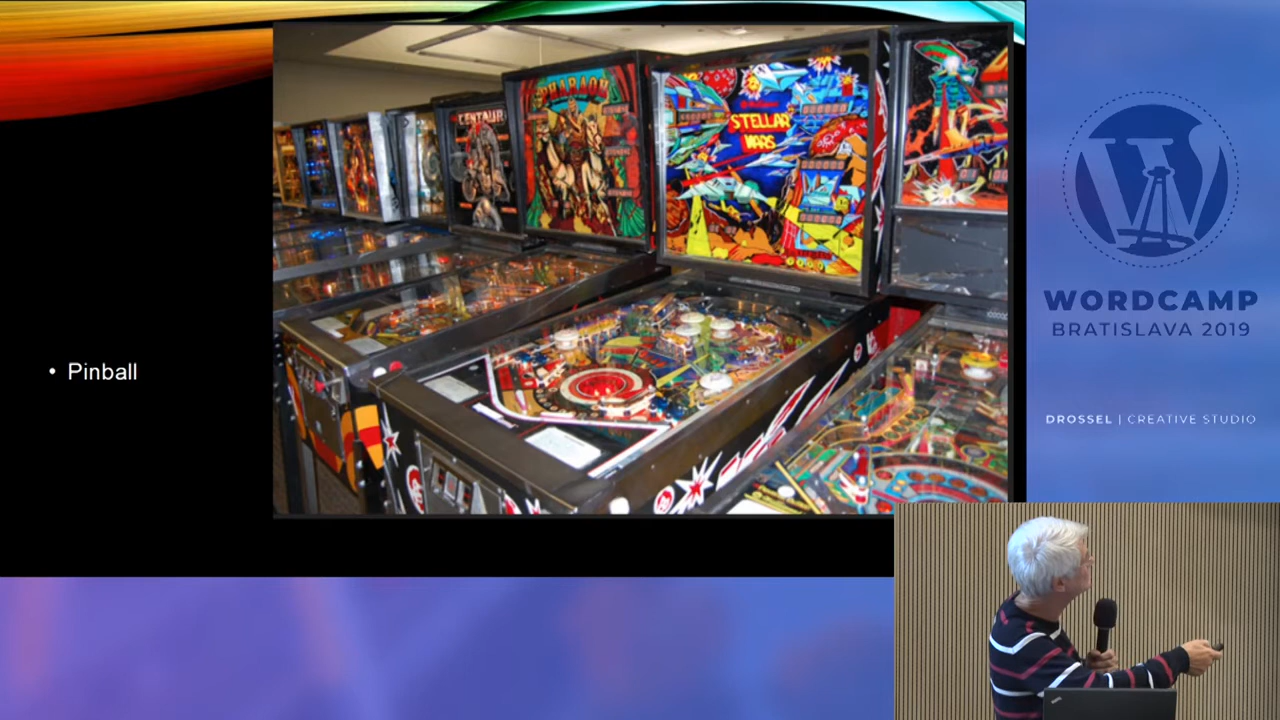 • Pinball
CENTAUR
PHARAOH
STELLAR
WARS
W
WORDCAMP
BRATISLAVA 2019
DROSSEL | CREATIVE STUDIO